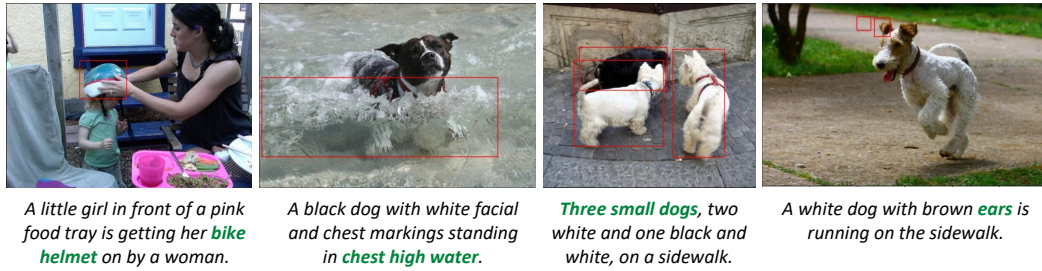 A little girl in front of a pink
food tray is getting her bike
helmet on by a woman.
A black dog with white facial
and chest markings standing
in chest high water.
Three small dogs, two
white and one black and
white, on a sidewalk.
A white dog with brown ears is
running on the sidewalk.